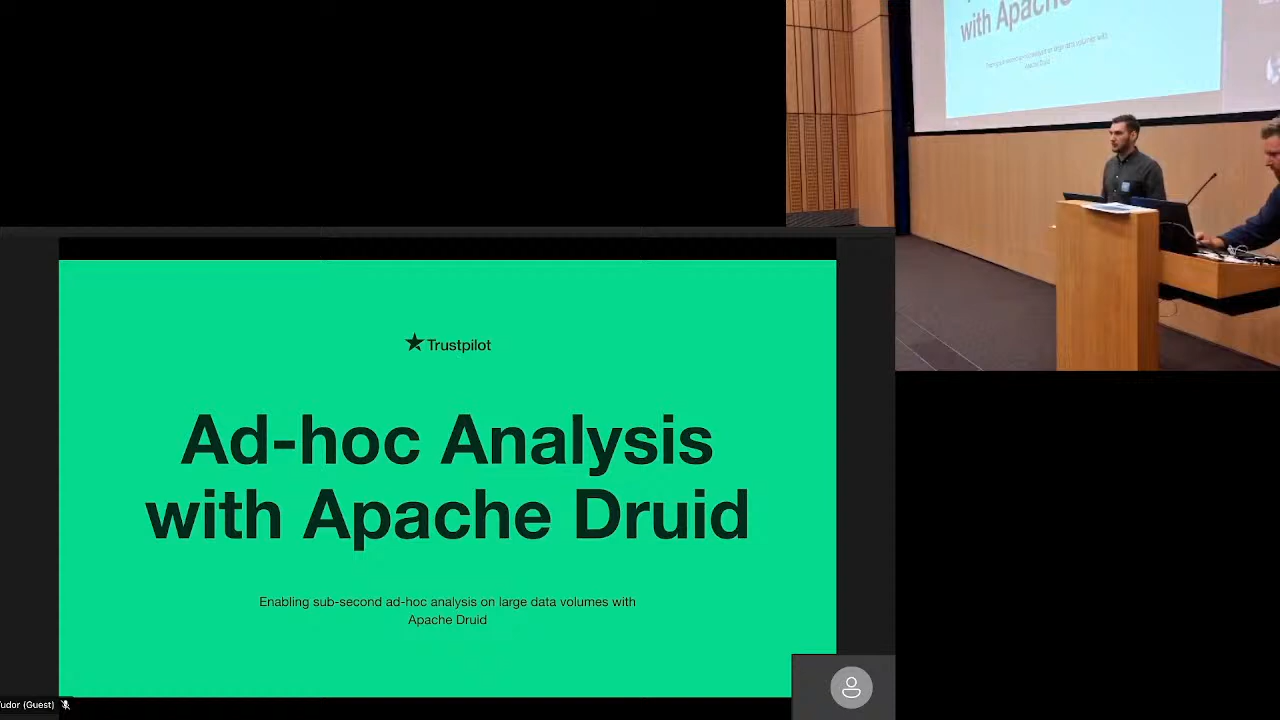 with Apache
Trustpilot
Ad-hoc Analysis
with Apache Druid
Enabling sub-second ad-hoc analysis on large data volumes with
Apache Druid
Tudor (Guest)